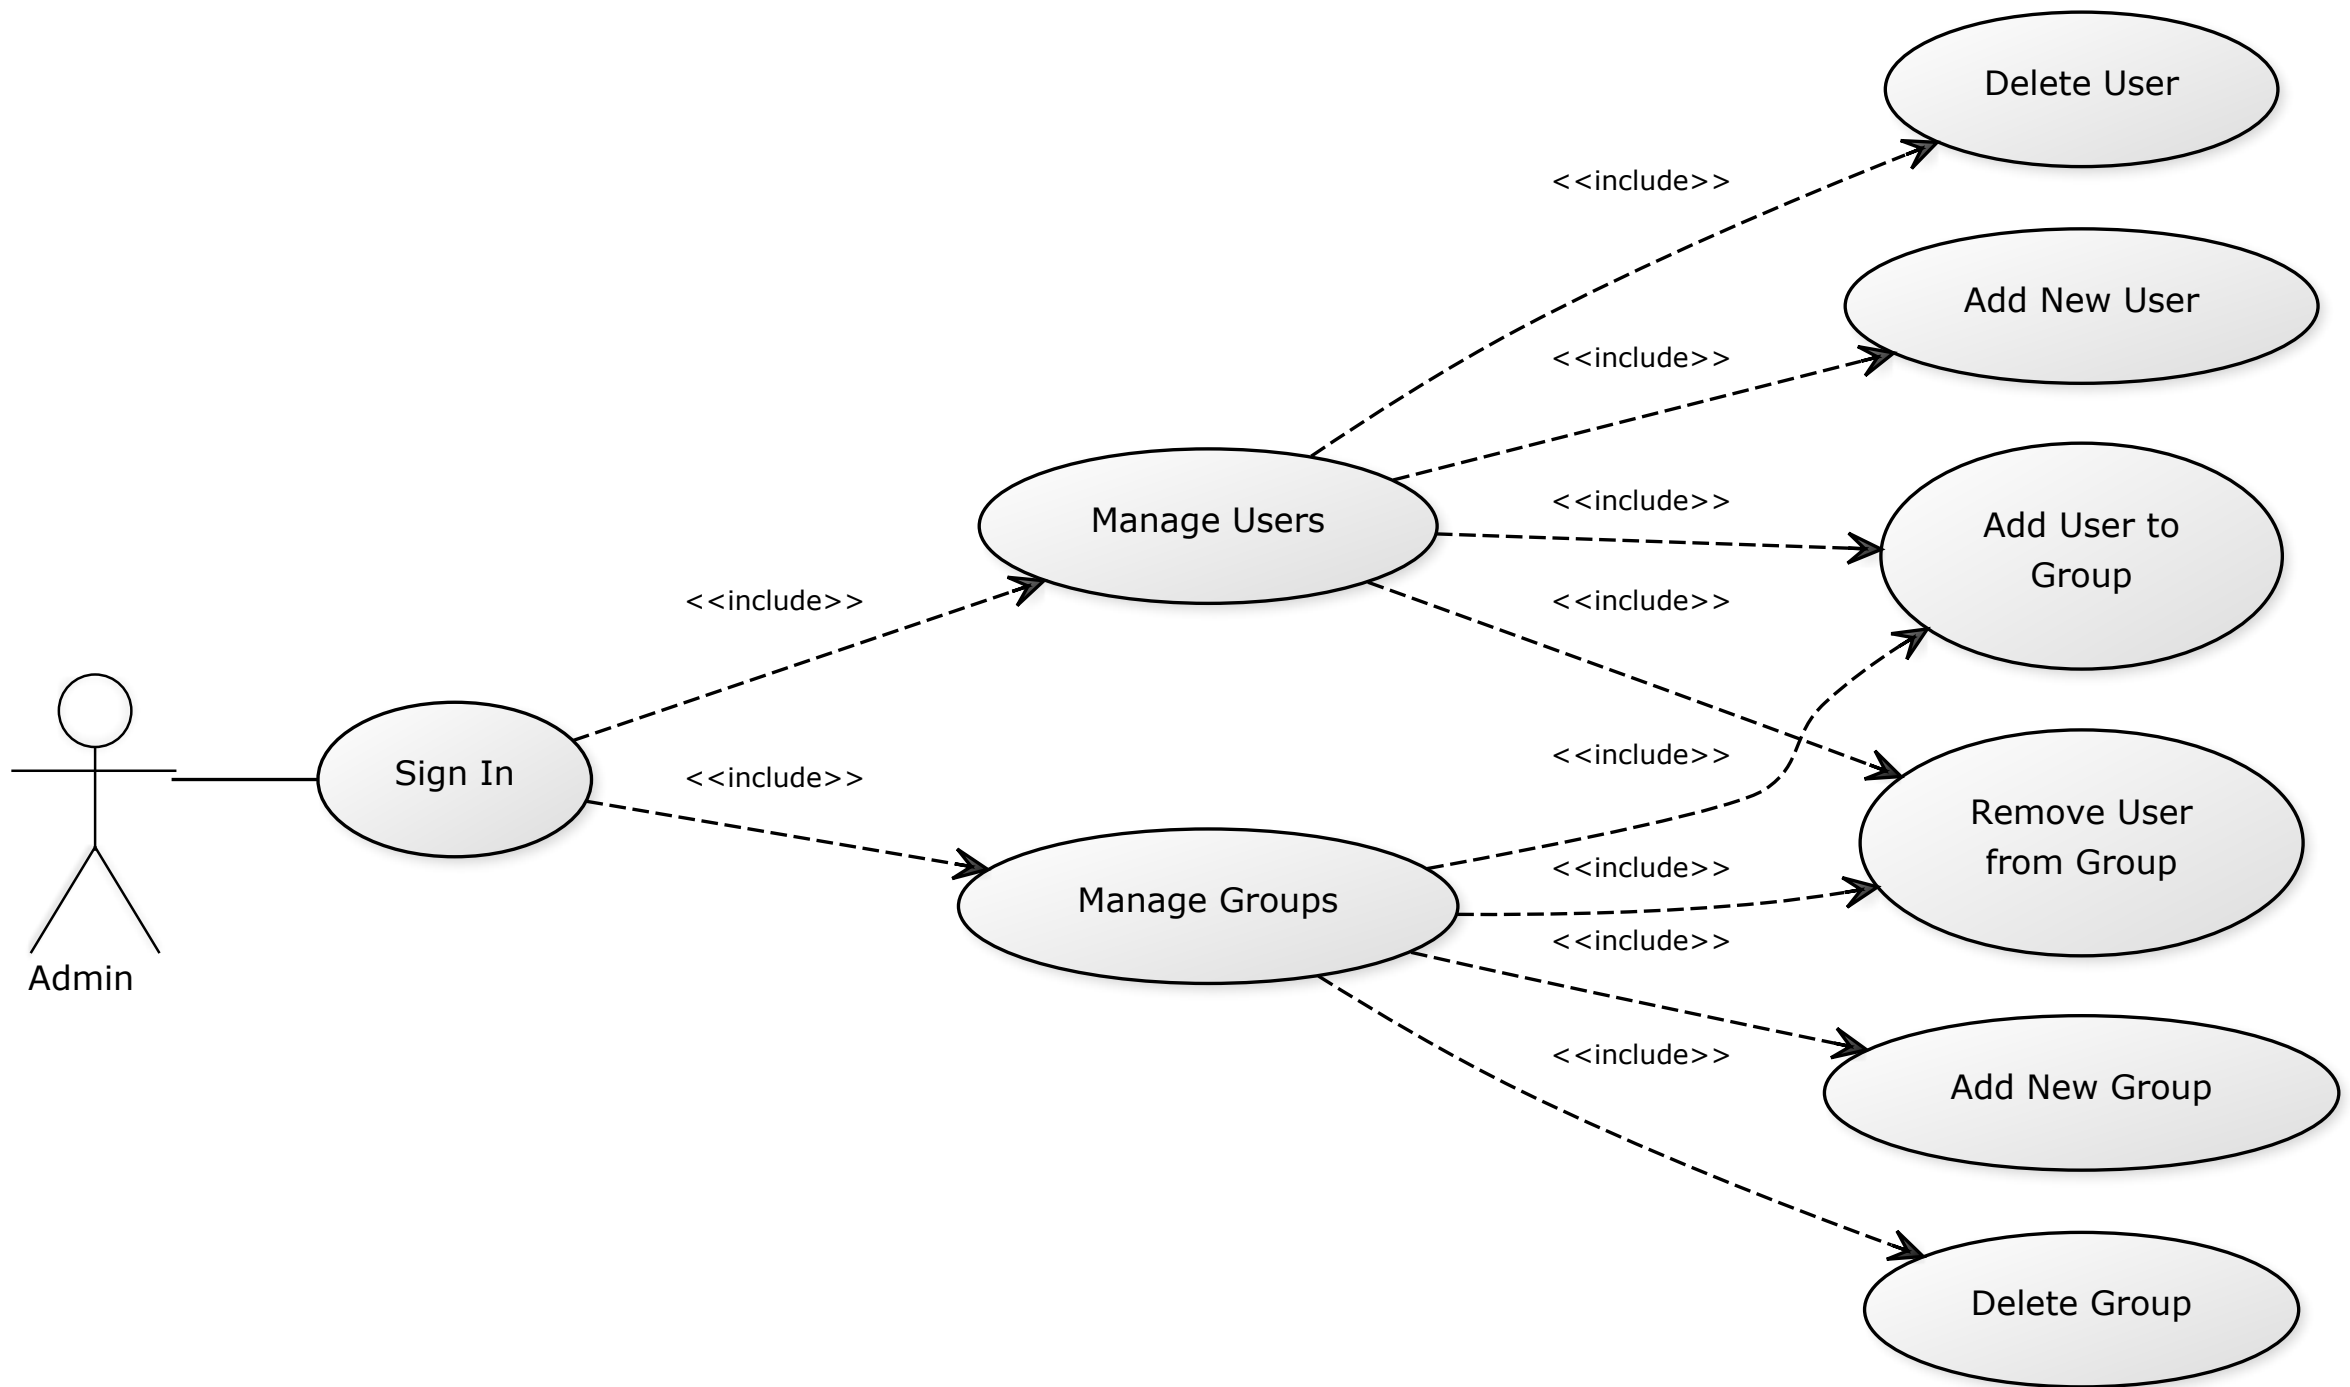 Delete User
<<include>>
Add New User
<<include>>
<<include>>
Manage Users
Add User to
Group
<<include>>
<<include>>
<<include>>
Sign In
<<include>>
Remove User
from Group
<<include>>
Manage Groups
<<include>>
Admin
<<include>>
Add New Group
Delete Group